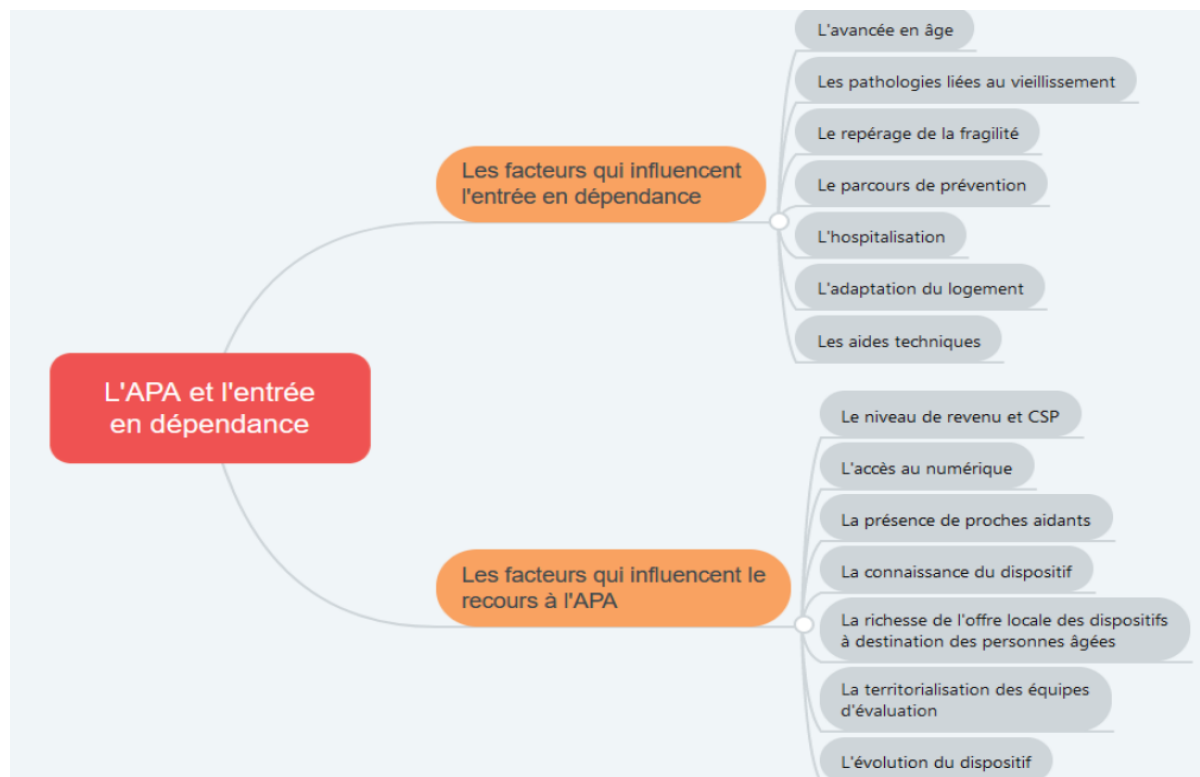 L'APA et l'entrée
en dépendance
Les facteurs qui influencent
l'entrée en dépendance
L'avancée en âge
Les pathologies liées au vieillissement
Le repérage de la fragilité
Le parcours de prévention
L'hospitalisation
L'adaptation du logement
Les aides techniques
Les facteurs qui influencent le
recours à l'APA
Le niveau de revenu et CSP
L'accès au numérique
La présence de proches aidants
La connaissance du dispositif
La richesse de l'offre locale des dispositifs
à destination des personnes âgées
La territorialisation des équipes
d'évaluation
L'évolution du dispositif